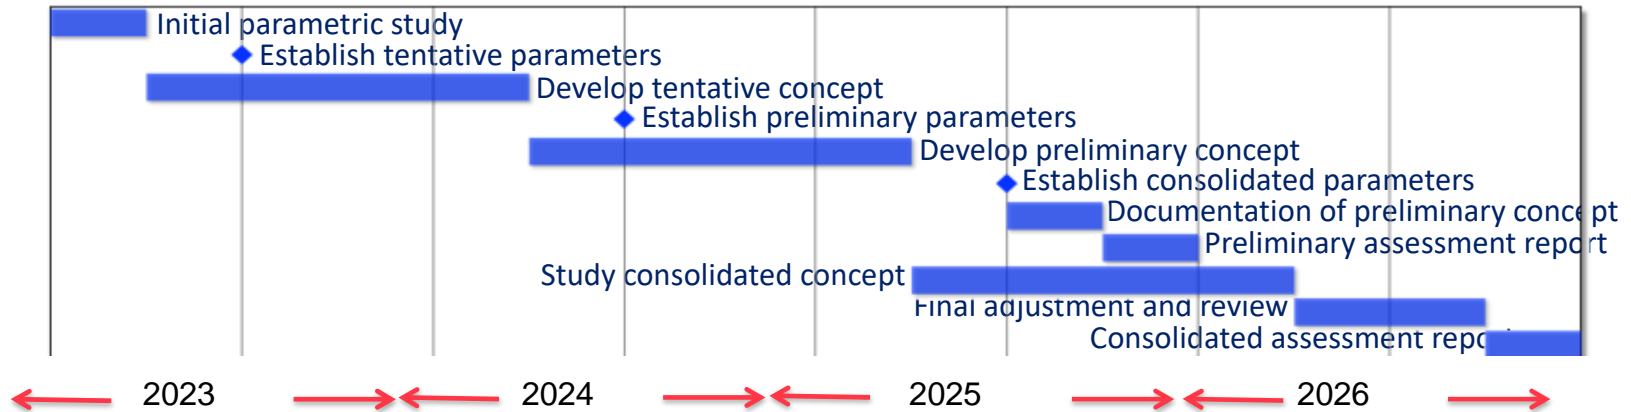 Initial parametric study
Establish tentative parameters
Develop tentative concept
Establish preliminary parameters
Develop preliminary concept
Establish consolidated parameters
Documentation of preliminary concept
Preliminary assessment report
Study consolidated concept
Final adjustment and review
Consolidated assessment
2023 2024 2025 2026